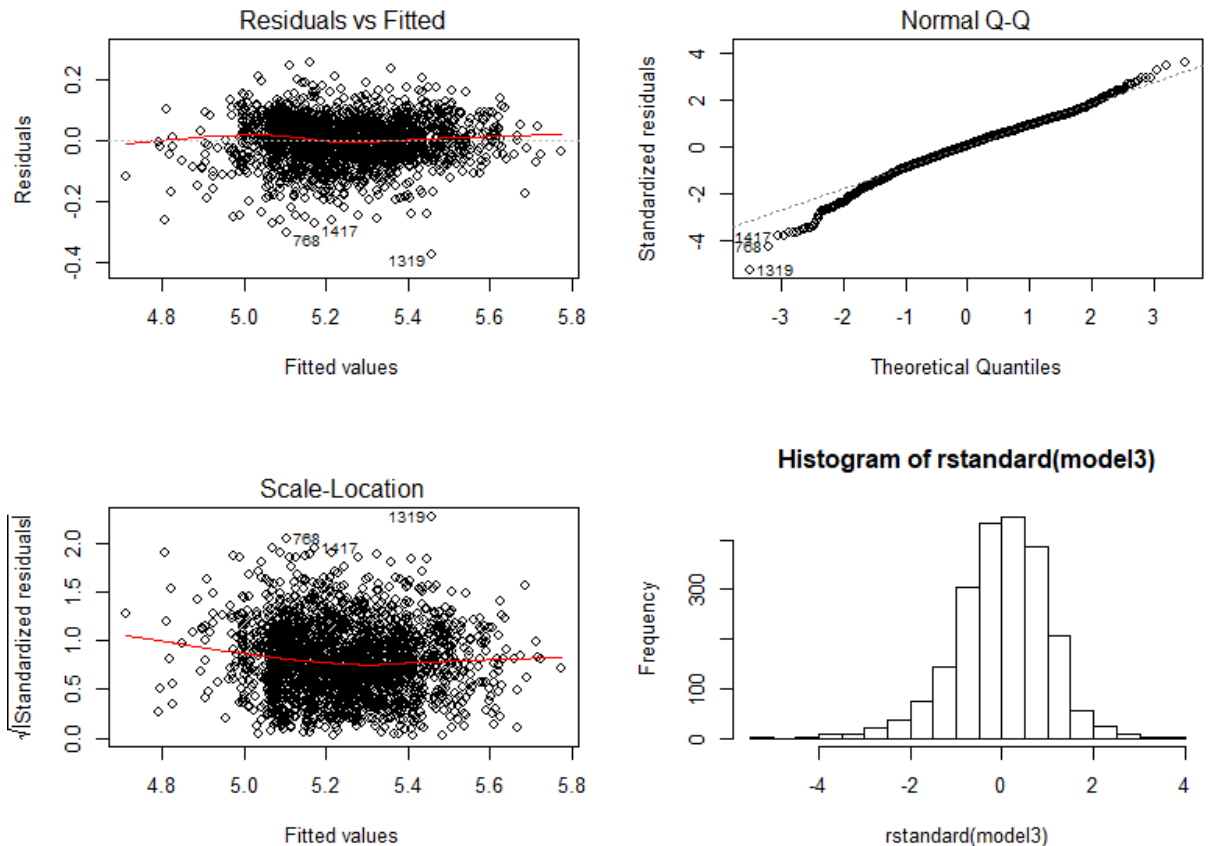 Residuals vs Fitted
Residuals
0.2
0.0
-0.2
-0.4
768
1417
1319
4.8 5.0 5.2 5.4 5.6 5.8
Fitted values
Normal Q-Q
Standardized residuals
4
2
0
-2
-4
1417
768
1319
-3 -2 -1 0 1 2 3
Theoretical Quantiles
Scale-Location
√|Standardized residuals|
2.0
1.5
1.0
0.5
0.0
768
1417
1319
4.8 5.0 5.2 5.4 5.6 5.8
Fitted values
Histogram of rstandard(model3)
Frequency
300
100
0
-4 -2 0 2 4
rstandard(model3)